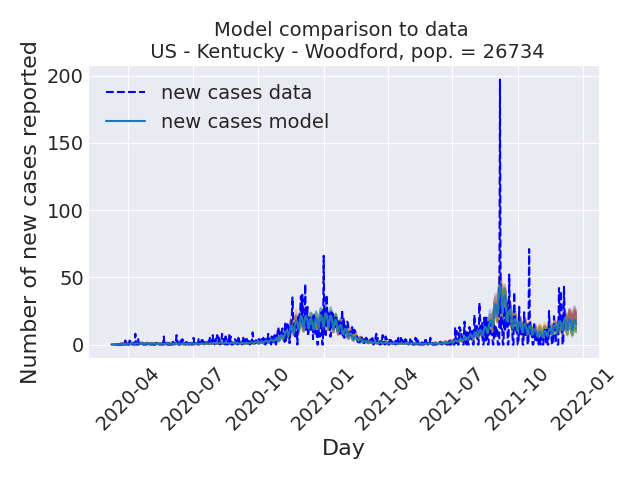 Model comparison to data
US - Kentucky - Woodford, pop. = 26734
Number of new cases reported
200
150
100
50
0
new cases data
new cases model
2020-04
2020-07
2020-10
2021-01
2021-04
2021-07
2021-10
2022-01
Day